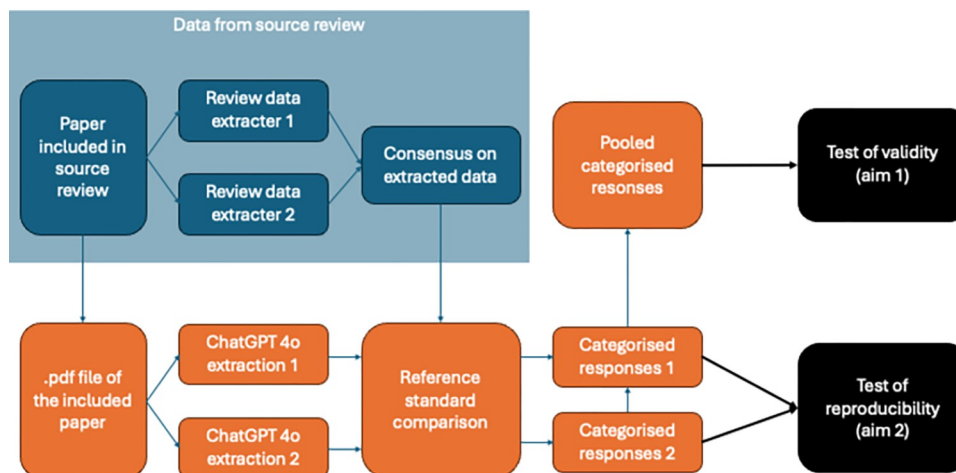 Data from source review
Paper
included in
source
review
Review data
extracter 1
Review data
extracter 2
Consensus on
extracted data
Pooled
categorised
resonses
Test of validity
(aim 1)
.pdf file of
the included
paper
ChatGPT 4o
extraction 1
ChatGPT 4o
extraction 2
Reference
standard
comparison
Categorised
responses 1
Categorised
responses 2
Test of
reproducibility
(aim 2)